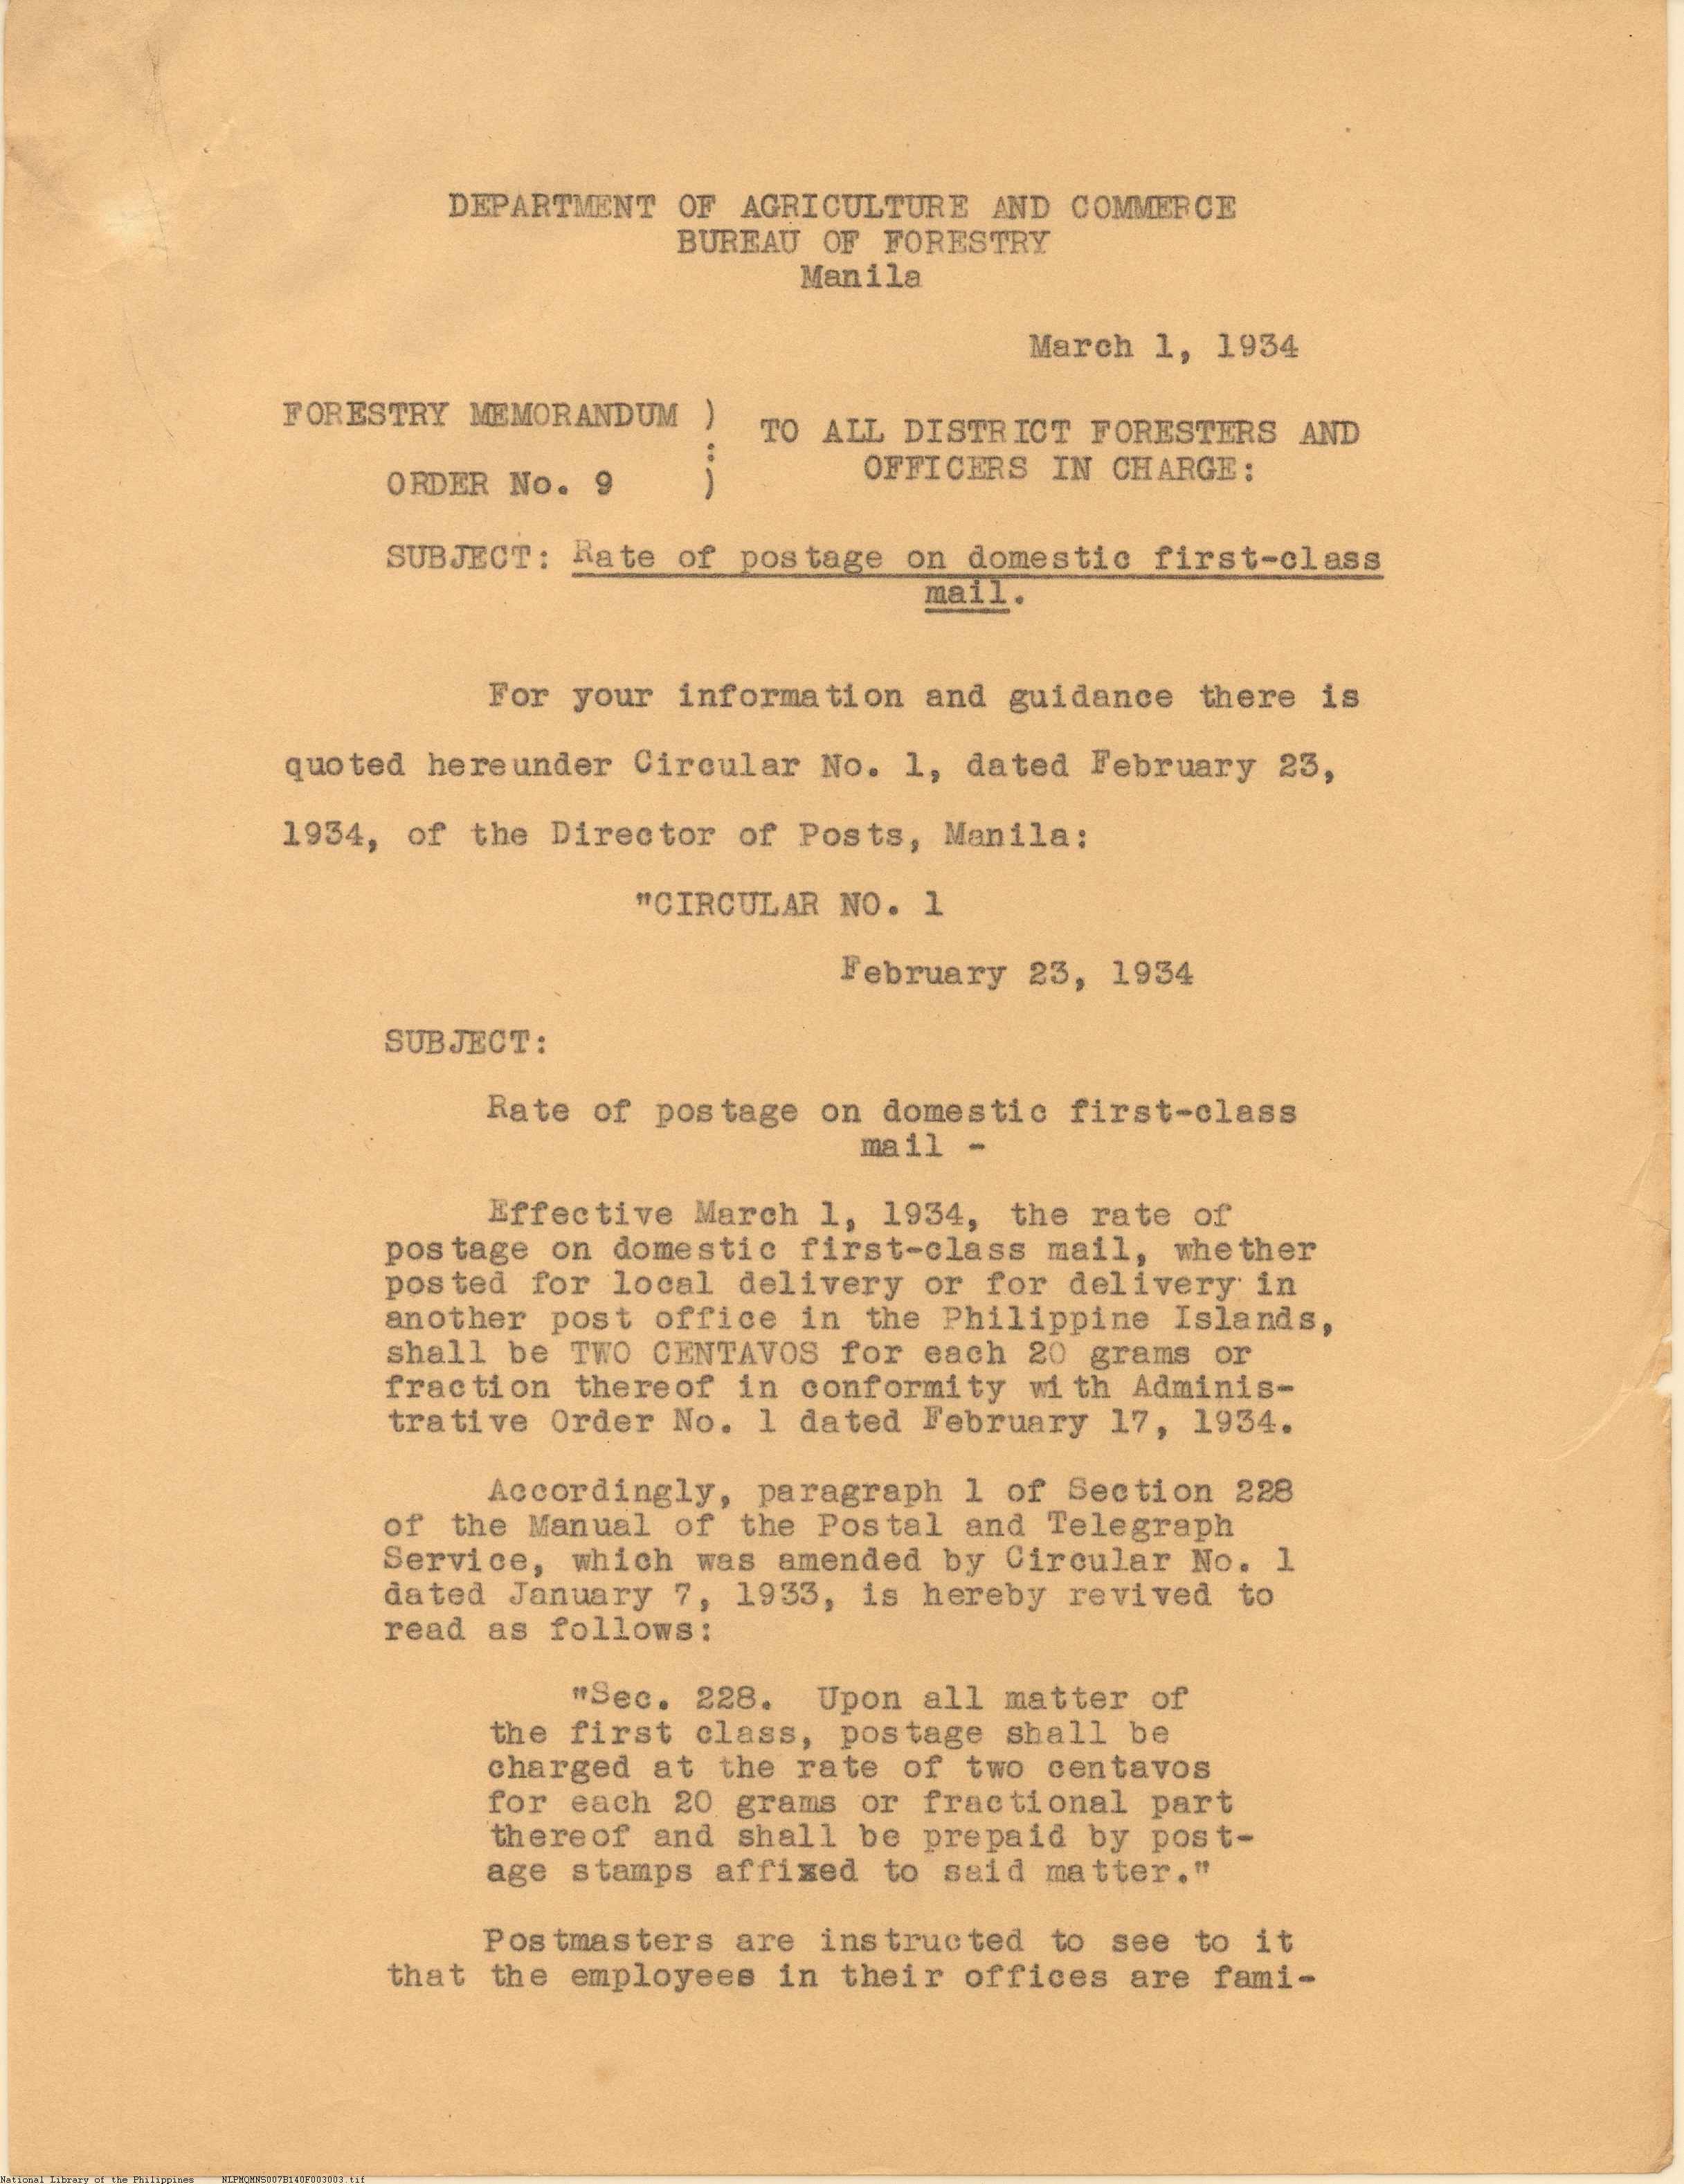 DEPARTMENT OF AGRICULTURE AND COMMERCE
BUREAU OF FORESTRY
Manila
March 1, 1934
FORESTRY MEMORANDUM )
:
ORDER No. 9 )
TO ALL DISTRICT FORESTERS AND
OFFICERS IN CHARGE:
SUBJECT: Rate of postage on domestic first-class
mail.
For your information and guidance there is
quoted hereunder Circular No. 1, dated February 23,
1934, of the Director of Posts, Manila:
"CIRCULAR NO. 1
February 23, 1934
SUBJECT:
Rate of postage on domestic first-class
mail -
Effective March 1, 1934, the rate of
postage on domestic first-class mail, whether
posted for local delivery or for delivery in
another post office in the Philippine Islands,
shall be TWO CENTAVOS for each 20 grams or
fraction thereof in conformity with Adminis-
trative Order No. 1 dated February 17, 1934.
Accordingly, paragraph 1 of Section 228
of the Manual of the Postal and Telegraph
Service, which was amended by Circular No. 1
dated January 7, 1933, is hereby revived to
read as follows:
"Sec. 228. Upon all matter of
the first class, postage shall be
charged at the rate of two centavos
for each 20 grams or fractional part
thereof and shall be prepaid by post-
age stamps affixed to said matter."
Postmasters are instructed to see to it
that the employees in their offices are fami-
National Library of the Philippines NLPMQMNS007B140F003003.tif